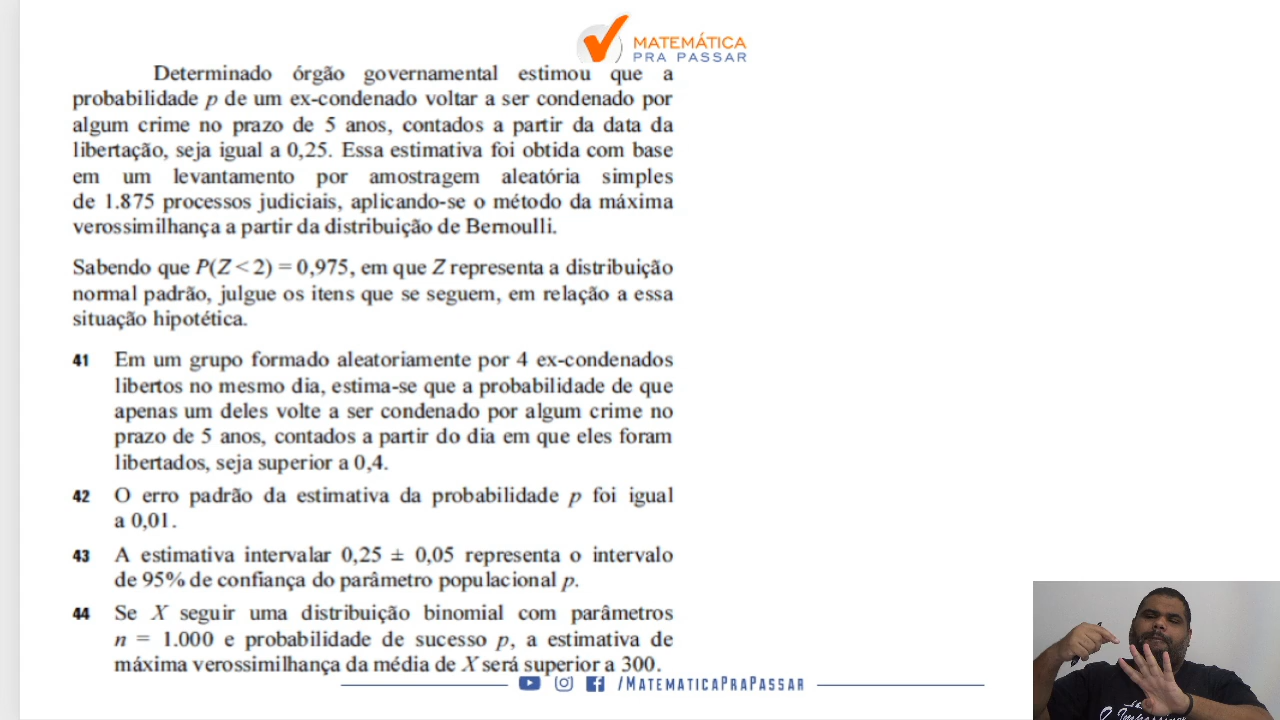 MATEMÁTICA
PRA PASSAR
Determinado órgão governamental estimou que a
probabilidade p de um ex-condenado voltar a ser condenado por
algum crime no prazo de 5 anos, contados a partir da data da
libertação, seja igual a 0,25. Essa estimativa foi obtida com base
em um levantamento por amostragem aleatória simples
de 1.875 processos judiciais, aplicando-se o método da máxima
verossimilhança a partir da distribuição de Bernoulli.
Sabendo que P(Z < 2) = 0,975, em que Z representa a distribuição
normal padrão, julgue os itens que se seguem, em relação a essa
situação hipotética.
41 Em um grupo formado aleatoriamente por 4 ex-condenados
libertos no mesmo dia, estima-se que a probabilidade de que
apenas um deles volte a ser condenado por algum crime no
prazo de 5 anos, contados a partir do dia em que eles foram
libertados, seja superior a 0,4.
42 O erro padrão da estimativa da probabilidade p foi igual
a 0,01.
43 A estimativa intervalar 0,25 ± 0,05 representa o intervalo
de 95% de confiança do parâmetro populacional p.
44 Se X seguir uma distribuição binomial com parâmetros
n = 1.000 e probabilidade de sucesso p, a estimativa de
máxima verossimilhança da média de X será superior a 300.
/MATEMATICAPRAPASSAR